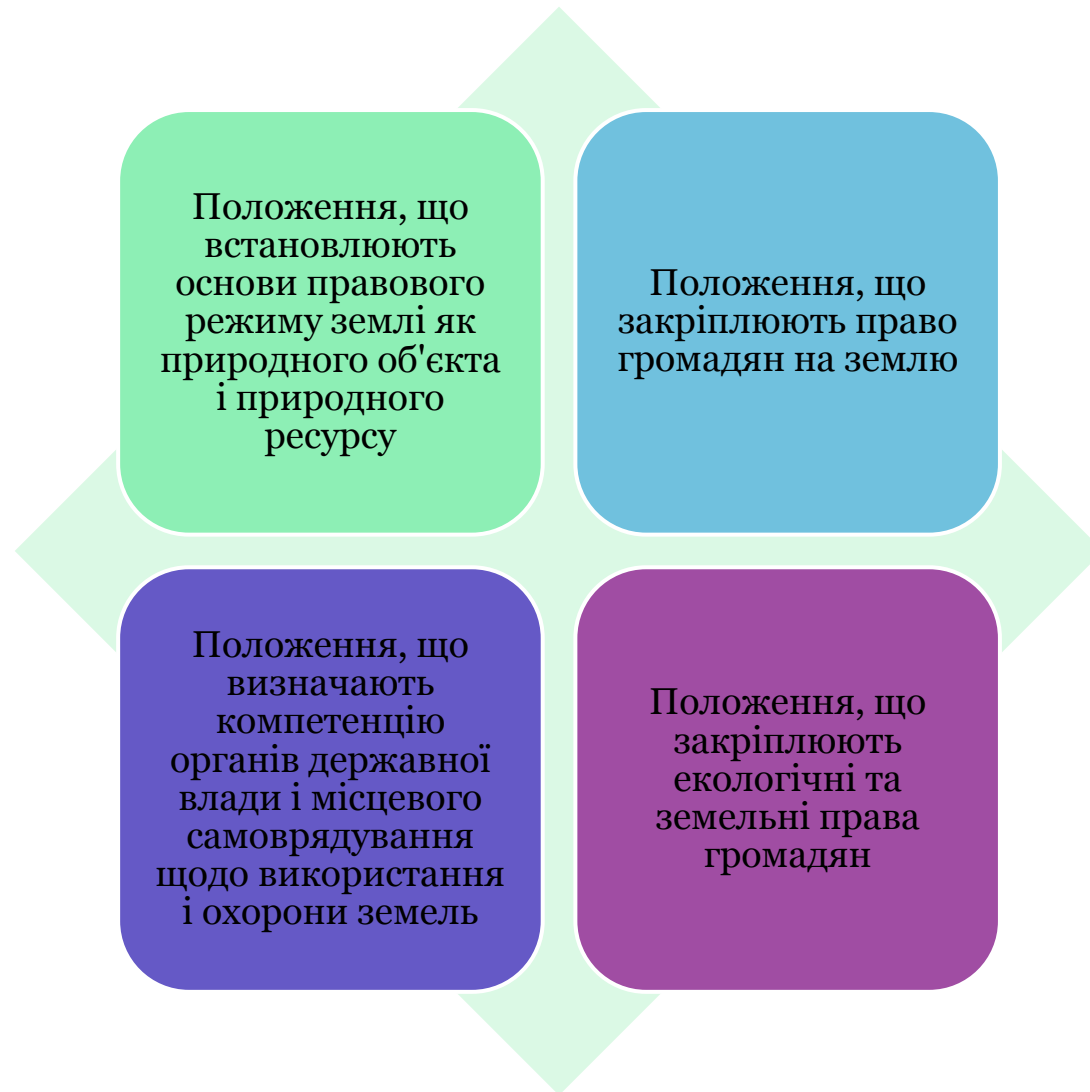 Положення, що
встановлюють
основи правового
режиму землі як
природного об'єкта
і природного
ресурсу
Положення, що
закріплюють право
громадян на землю
Положення, що
визначають
компетенцію
органів державної
влади і місцевого
самоврядування
щодо використання
і охорони земель
Положення, що
закріплюють
екологічні та
земельні права
громадян